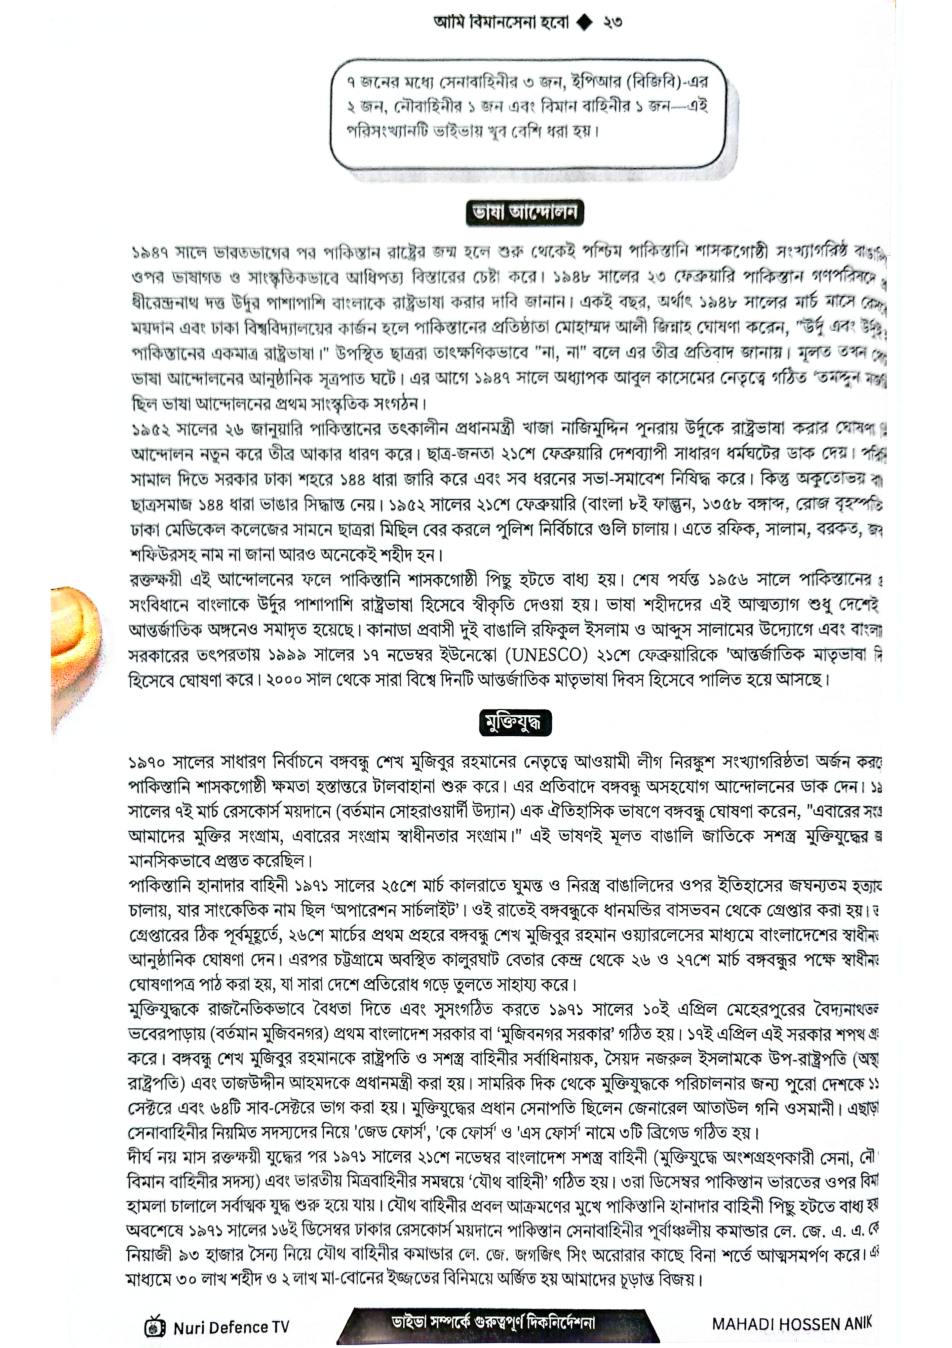 আমি বিমানসেনা হবো ◆ ২৩
৭ জনের মধ্যে সেনাবাহিনীর ৩ জন, ইপিআর (বিজিবি)-এর
২ জন, নৌবাহিনীর ১ জন এবং বিমান বাহিনীর ১ জন—এই
পরিসংখ্যানটি ভাইভায় খুব বেশি ধরা হয়।
ভাষা আন্দোলন
১৯৪৭ সালে ভারতভাগের পর পাকিস্তান রাষ্ট্রের জন্ম হলে শুরু থেকেই পশ্চিম পাকিস্তানি শাসকগোষ্ঠী সংখ্যাগরিষ্ঠ
ওপর ভাষাগত ও সাংস্কৃতিকভাবে আধিপত্য বিস্তারের চেষ্টা করে। ১৯৪৮ সালের ২৩ ফেব্রুয়ারি পাকিস্তান গণপরিষদে
ধীরেন্দ্রনাথ দত্ত উর্দুর পাশাপাশি বাংলাকে রাষ্ট্রভাষা করার দাবি জানান। একই বছর, অর্থাৎ ১৯৪৮ সালের মার্চ মাসে
ময়দান এবং ঢাকা বিশ্ববিদ্যালয়ের কার্জন হলে পাকিস্তানের প্রতিষ্ঠাতা মোহাম্মদ আলী জিন্নাহ ঘোষণা করেন, "উর্দু এবং
পাকিস্তানের একমাত্র রাষ্ট্রভাষা।" উপস্থিত ছাত্ররা তাৎক্ষণিকভাবে "না, না" বলে এর তীব্র প্রতিবাদ জানায়। মূলত তখন
ভাষা আন্দোলনের আনুষ্ঠানিক সূত্রপাত ঘটে। এর আগে ১৯৪৭ সালে অধ্যাপক আবুল কাসেমের নেতৃত্বে গঠিত 'তমদ্দুন
ছিল ভাষা আন্দোলনের প্রথম সাংস্কৃতিক সংগঠন।
১৯৫২ সালের ২৬ জানুয়ারি পাকিস্তানের তৎকালীন প্রধানমন্ত্রী খাজা নাজিমুদ্দিন পুনরায় উর্দুকে রাষ্ট্রভাষা করার ঘোষণা
আন্দোলন নতুন করে তীব্র আকার ধারণ করে। ছাত্র-জনতা ২১শে ফেব্রুয়ারি দেশব্যাপী সাধারণ ধর্মঘটের ডাক দেয়।
সামাল দিতে সরকার ঢাকা শহরে ১৪৪ ধারা জারি করে এবং সব ধরনের সভা-সমাবেশ নিষিদ্ধ করে। কিন্তু অকুতোভয়
ছাত্রসমাজ ১৪৪ ধারা ভাঙার সিদ্ধান্ত নেয়। ১৯৫২ সালের ২১শে ফেব্রুয়ারি (বাংলা ৮ই ফাল্গুন, ১৩৫৮ বঙ্গাব্দ, রোজ বৃহস্পতি
ঢাকা মেডিকেল কলেজের সামনে ছাত্ররা মিছিল বের করলে পুলিশ নির্বিচারে গুলি চালায়। এতে রফিক, সালাম, বরকত,
শফিউরসহ নাম না জানা আরও অনেকেই শহীদ হন।
রক্তক্ষয়ী এই আন্দোলনের ফলে পাকিস্তানি শাসকগোষ্ঠী পিছু হটতে বাধ্য হয়। শেষ পর্যন্ত ১৯৫৬ সালে পাকিস্তানের
সংবিধানে বাংলাকে উর্দুর পাশাপাশি রাষ্ট্রভাষা হিসেবে স্বীকৃতি দেওয়া হয়। ভাষা শহীদদের এই আত্মত্যাগ শুধু দেশেই
আন্তর্জাতিক অঙ্গনেও সমাদৃত হয়েছে। কানাডা প্রবাসী দুই বাঙালি রফিকুল ইসলাম ও আব্দুস সালামের উদ্যোগে এবং
সরকারের তৎপরতায় ১৯৯৯ সালের ১৭ নভেম্বর ইউনেস্কো (UNESCO) ২১শে ফেব্রুয়ারিকে 'আন্তর্জাতিক মাতৃভাষা
হিসেবে ঘোষণা করে। ২০০০ সাল থেকে সারা বিশ্বে দিনটি আন্তর্জাতিক মাতৃভাষা দিবস হিসেবে পালিত হয়ে আসছে।
মুক্তিযুদ্ধ
১৯৭০ সালের সাধারণ নির্বাচনে বঙ্গবন্ধু শেখ মুজিবুর রহমানের নেতৃত্বে আওয়ামী লীগ নিরঙ্কুশ সংখ্যাগরিষ্ঠতা অর্জন
পাকিস্তানি শাসকগোষ্ঠী ক্ষমতা হস্তান্তরে টালবাহানা শুরু করে। এর প্রতিবাদে বঙ্গবন্ধু অসহযোগ আন্দোলনের ডাক দেন।
সালের ৭ই মার্চ রেসকোর্স ময়দানে (বর্তমান সোহরাওয়ার্দী উদ্যান) এক ঐতিহাসিক ভাষণে বঙ্গবন্ধু ঘোষণা করেন, "এবারের
আমাদের মুক্তির সংগ্রাম, এবারের সংগ্রাম স্বাধীনতার সংগ্রাম।" এই ভাষণই মূলত বাঙালি জাতিকে সশস্ত্র মুক্তিযুদ্ধের
মানসিকভাবে প্রস্তুত করেছিল।
পাকিস্তানি হানাদার বাহিনী ১৯৭১ সালের ২৫শে মার্চ কালরাতে ঘুমন্ত ও নিরস্ত্র বাঙালিদের ওপর ইতিহাসের জঘন্যতম
চালায়, যার সাংকেতিক নাম ছিল 'অপারেশন সার্চলাইট'। ওই রাতেই বঙ্গবন্ধুকে ধানমন্ডির বাসভবন থেকে গ্রেপ্তার করা হয়।
গ্রেপ্তারের ঠিক পূর্বমূহূর্তে, ২৬শে মার্চের প্রথম প্রহরে বঙ্গবন্ধু শেখ মুজিবুর রহমান ওয়্যারলেসের মাধ্যমে বাংলাদেশের
আনুষ্ঠানিক ঘোষণা দেন। এরপর চট্টগ্রামে অবস্থিত কালুরঘাট বেতার কেন্দ্র থেকে ২৬ ও ২৭শে মার্চ বঙ্গবন্ধুর পক্ষে
ঘোষণাপত্র পাঠ করা হয়, যা সারা দেশে প্রতিরোধ গড়ে তুলতে সাহায্য করে।
মুক্তিযুদ্ধকে রাজনৈতিকভাবে বৈধতা দিতে এবং সুসংগঠিত করতে ১৯৭১ সালের ১০ই এপ্রিল মেহেরপুরের
ভবেরপাড়ায় (বর্তমান মুজিবনগর) প্রথম বাংলাদেশ সরকার বা 'মুজিবনগর সরকার' গঠিত হয়। ১৭ই এপ্রিল এই সরকার শপথ
করে। বঙ্গবন্ধু শেখ মুজিবুর রহমানকে রাষ্ট্রপতি ও সশস্ত্র বাহিনীর সর্বাধিনায়ক, সৈয়দ নজরুল ইসলামকে উপ-রাষ্ট্রপতি
রাষ্ট্রপতি) এবং তাজউদ্দীন আহমদকে প্রধানমন্ত্রী করা হয়। সামরিক দিক থেকে মুক্তিযুদ্ধকে পরিচালনার জন্য পুরো দেশকে ১১
সেক্টরে এবং ৬৪টি সাব-সেক্টরে ভাগ করা হয়। মুক্তিযুদ্ধের প্রধান সেনাপতি ছিলেন জেনারেল আতাউল গনি ওসমানী। এছাড়া
সেনাবাহিনীর নিয়মিত সদস্যদের নিয়ে 'জেড ফোর্স', 'কে ফোর্স' ও 'এস ফোর্স' নামে ৩টি ব্রিগেড গঠিত হয়।
দীর্ঘ নয় মাস রক্তক্ষয়ী যুদ্ধের পর ১৯৭১ সালের ২১শে নভেম্বর বাংলাদেশ সশস্ত্র বাহিনী (মুক্তিযুদ্ধে অংশগ্রহণকারী সেনা, নৌ
বিমান বাহিনীর সদস্য) এবং ভারতীয় মিত্রবাহিনীর সমন্বয়ে 'যৌথ বাহিনী' গঠিত হয়। ৩রা ডিসেম্বর পাকিস্তান ভারতের ওপর
হামলা চালালে সর্বাত্মক যুদ্ধ শুরু হয়ে যায়। যৌথ বাহিনীর প্রবল আক্রমণের মুখে পাকিস্তানি হানাদার বাহিনী পিছু হটতে বাধ্য
অবশেষে ১৯৭১ সালের ১৬ই ডিসেম্বর ঢাকার রেসকোর্স ময়দানে পাকিস্তান সেনাবাহিনীর পূর্বাঞ্চলীয় কমান্ডার লে. জে. এ. এ. কে
নিয়াজী ৯৩ হাজার সৈন্য নিয়ে যৌথ বাহিনীর কমান্ডার লে. জে. জগজিৎ সিং অরোরার কাছে বিনা শর্তে আত্মসমর্পণ করে।
মাধ্যমে ৩০ লাখ শহীদ ও ২ লাখ মা-বোনের ইজ্জতের বিনিময়ে অর্জিত হয় আমাদের চূড়ান্ত বিজয়।
Nuri Defence TV
ভাইভা সম্পর্কে গুরুত্বপূর্ণ দিকনির্দেশনা
MAHADI HOSSEN ANIK